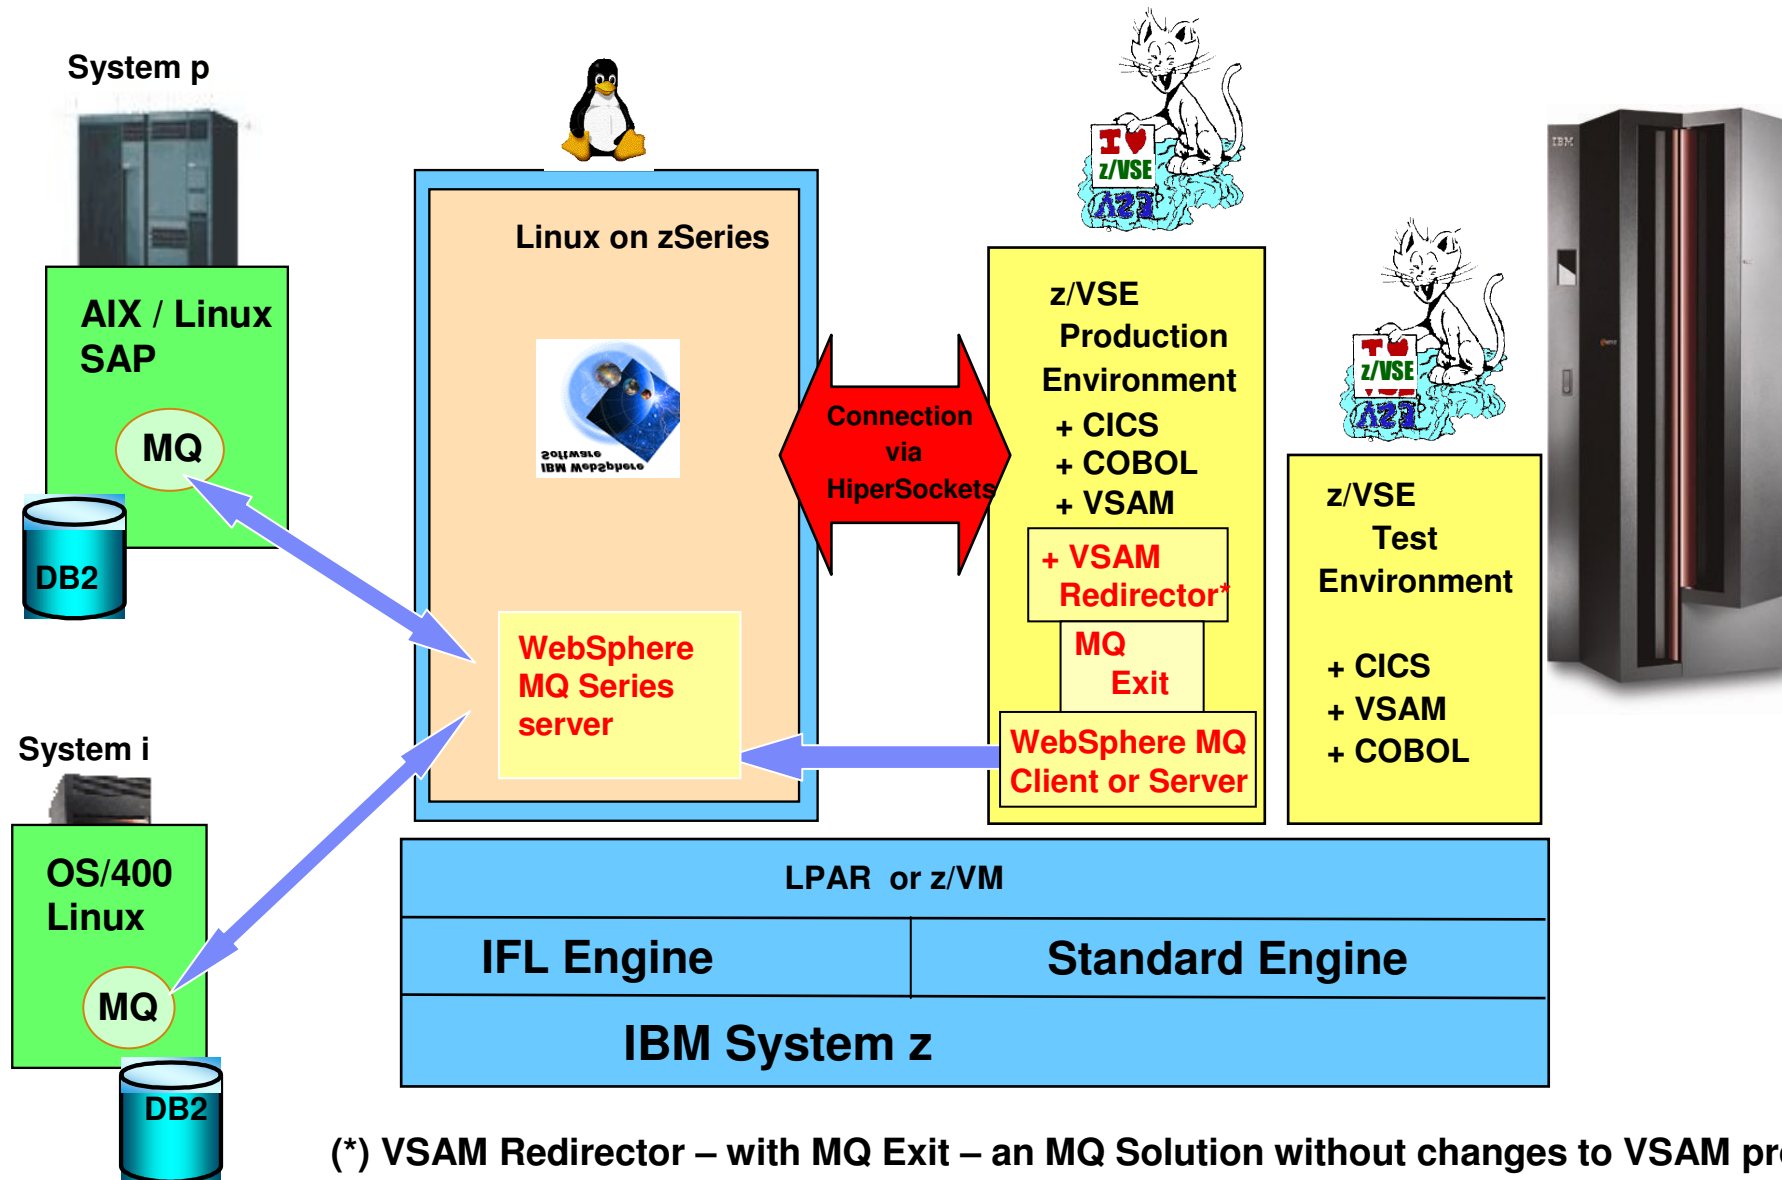 System p
AIX / Linux
SAP
MQ
DB2
System i
OS/400
Linux
MQ
DB2
Linux on zSeries
Software
IBM WebSphere
WebSphere
MQ Series
server
Connection
via
HiperSockets
I
z/VSE
z/VSE
Production
Environment
+ CICS
+ COBOL
+ VSAM
+ VSAM
Redirector*
MQ
Exit
WebSphere MQ
Client or Server
z/VSE
z/VSE
Test
Environment
+ CICS
+ VSAM
+ COBOL
IBM
LPAR or z/VM
IFL Engine
Standard Engine
IBM System z
(*) VSAM Redirector – with MQ Exit – an MQ Solution without changes to VSAM